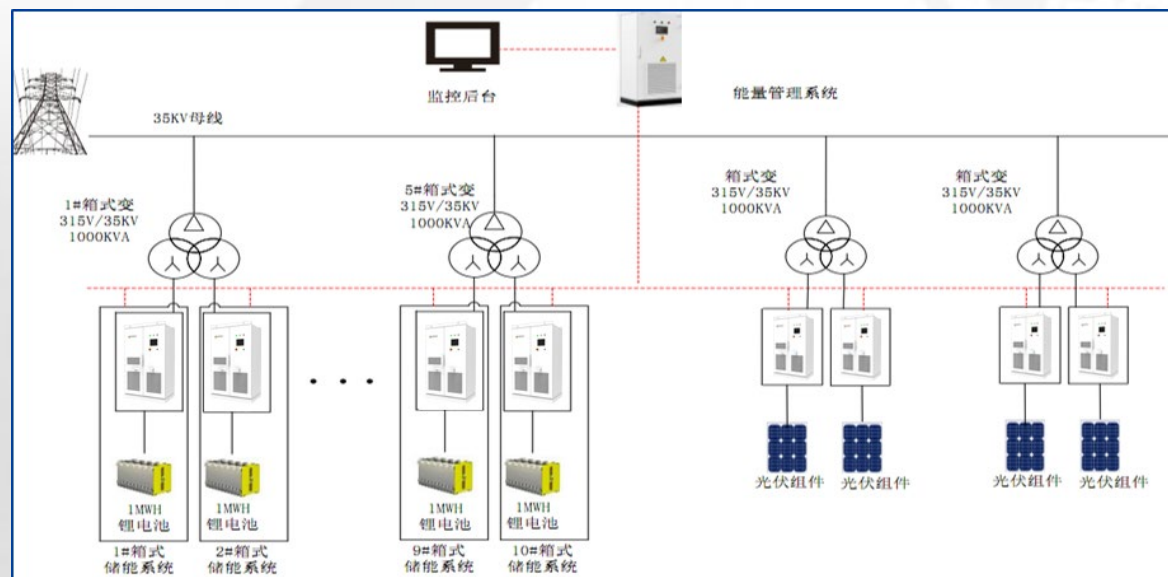 监控后台
能量管理系统
35KV母线
1#箱式变
315V/35KV
1000KVA
5#箱式变
315V/35KV
1000KVA
箱式变
315V/35KV
1000KVA
箱式变
315V/35KV
1000KVA
1MWH
锂电池
1MWH
锂电池
1MWH
锂电池
1MWH
锂电池
光伏组件
光伏组件
光伏组件
光伏组件
1#箱式
储能系统
2#箱式
储能系统
9#箱式
储能系统
10#箱式
储能系统